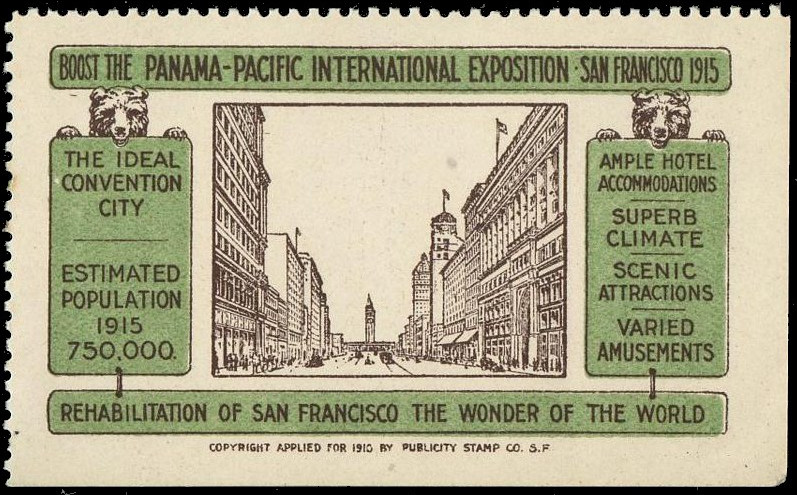 BOOST THE PANAMA-PACIFIC INTERNATIONAL EXPOSITION · SAN FRANCISCO 1915
THE IDEAL
CONVENTION
CITY
ESTIMATED
POPULATION
1915
750,000.
AMPLE HOTEL
ACCOMMODATIONS
SUPERB
CLIMATE
SCENIC
ATTRACTIONS
VARIED
AMUSEMENTS
REHABILITATION OF SAN FRANCISCO THE WONDER OF THE WORLD
COPYRIGHT APPLIED FOR 1910 BY PUBLICITY STAMP CO. S.F